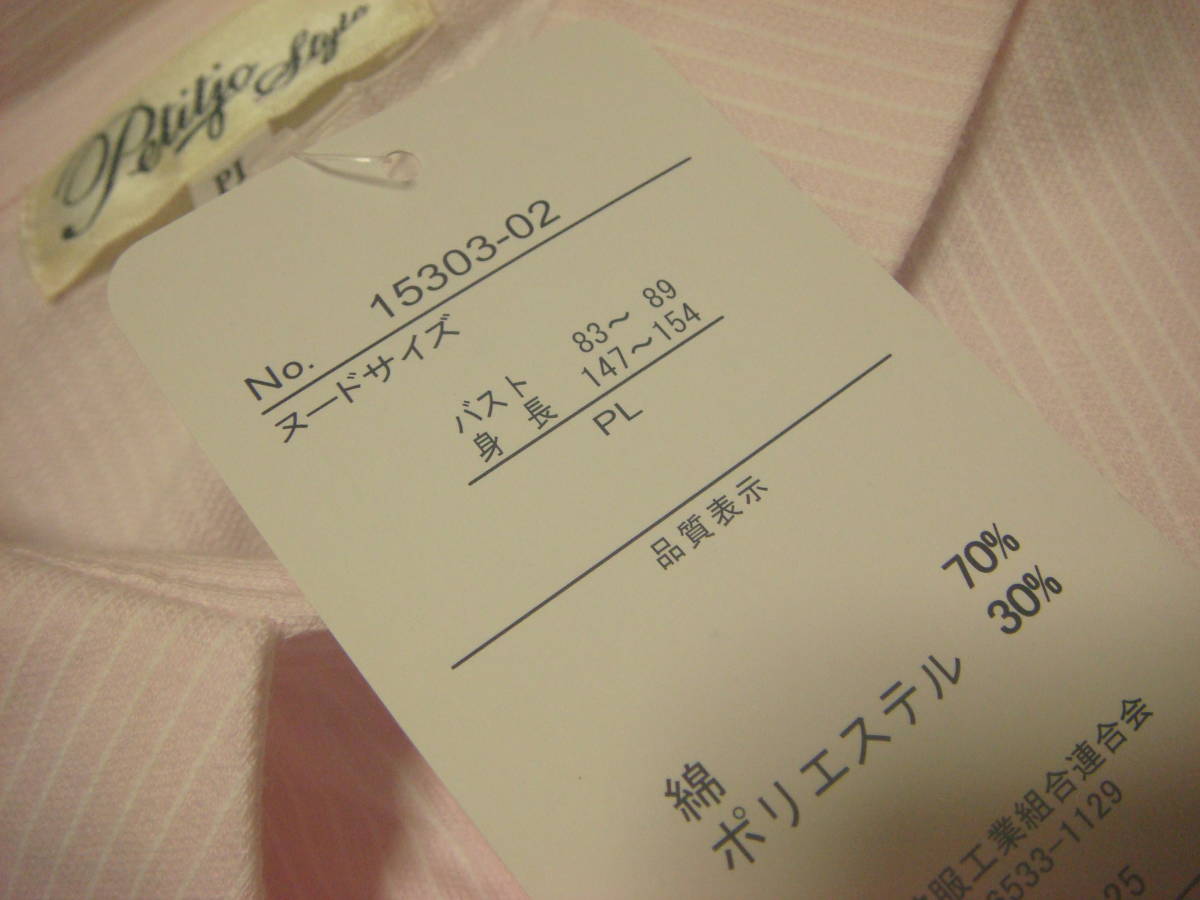 Petitjo Style
No. 15303-02
ヌードサイズ
バスト 83～ 89
身 長 147～154
PL
品質表示
綿 70%
ポリエステル 30%
服工業組合連合会
6533-1129
25